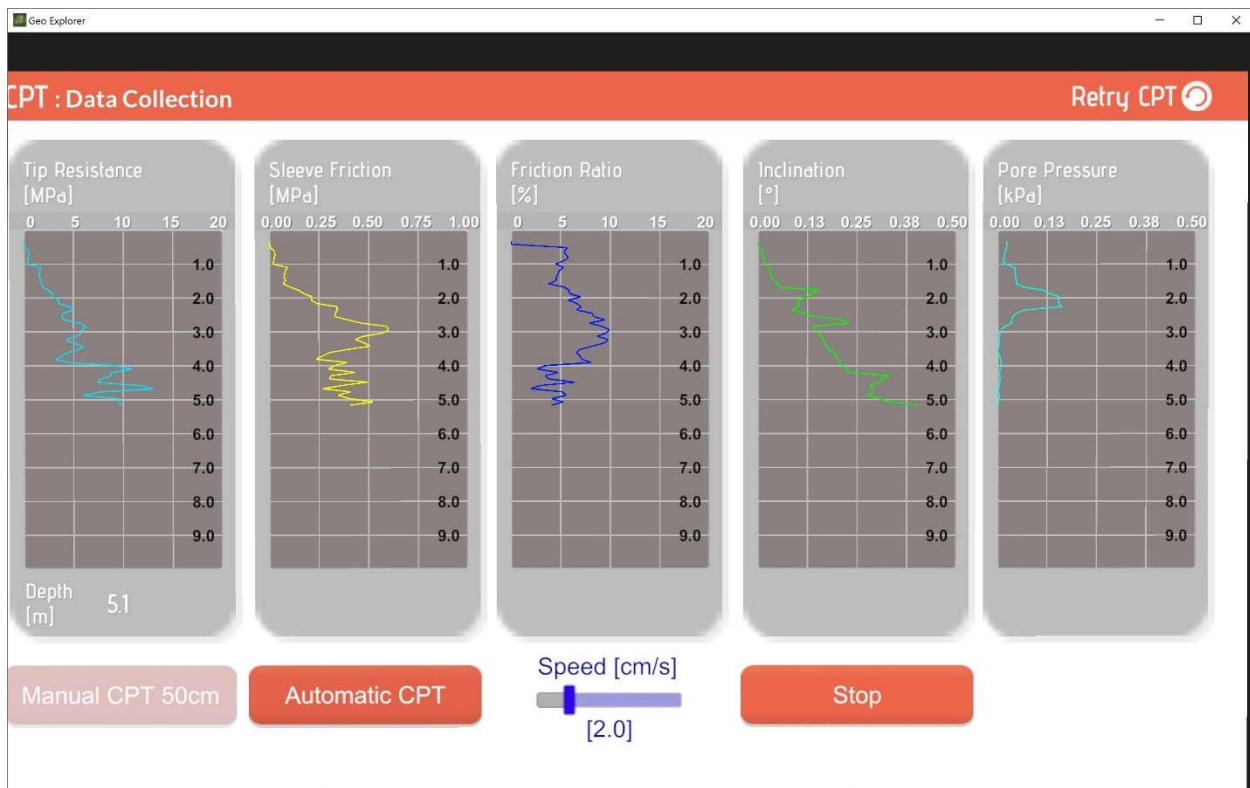 Geo Explorer
CPT : Data Collection
Retry CPT
Tip Resistance
[MPa]
0 5 10 15 20
1.0
2.0
3.0
4.0
5.0
6.0
7.0
8.0
9.0
Depth
[m]
5.1
Sleeve Friction
[MPa]
0.00 0.25 0.50 1.00
1.0
2.0
3.0
4.0
5.0
6.0
7.0
8.0
9.0
Friction Ratio
[%]
0 5 10 15 20
1.0
2.0
3.0
4.0
5.0
6.0
7.0
8.0
9.0
Inclination
[°]
0.00 0.13 0.25 0.38 0.50
1.0
2.0
3.0
4.0
5.0
6.0
7.0
8.0
9.0
Pore Pressure
[kPa]
0.00 0.13 0.25 0.38 0.50
1.0
2.0
3.0
4.0
5.0
6.0
7.0
8.0
9.0
Manual CPT 50cm
Automatic CPT
Speed [cm/s]
[2.0]
Stop